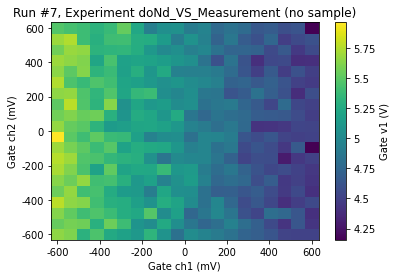 Run #7, Experiment doNd_VS_Measurement (no sample)
Gate ch2 (mV)
600
400
200
0
-200
-400
-600
-600 -400 -200 0 200 400 600
Gate ch1 (mV)
5.75
5.5
5.25
5
4.75
4.5
4.25
Gate v1 (V)